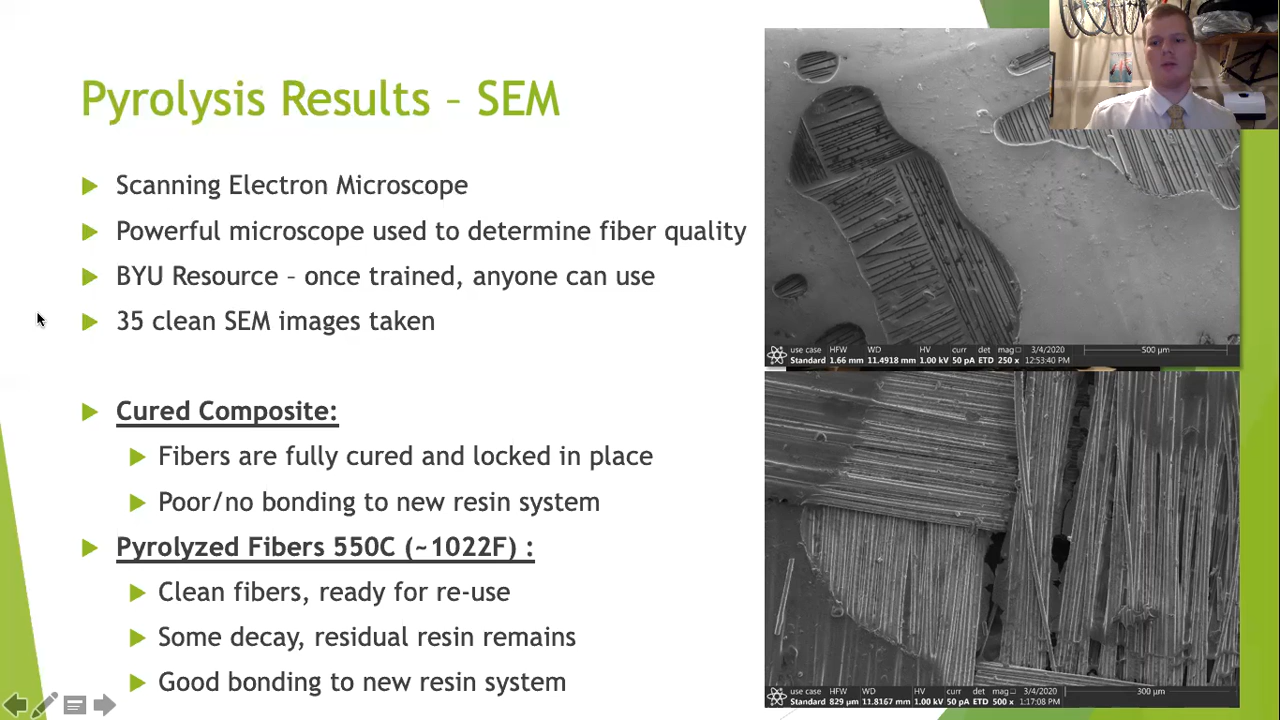 Pyrolysis Results – SEM
Scanning Electron Microscope
Powerful microscope used to determine fiber quality
BYU Resource – once trained, anyone can use
35 clean SEM images taken
Cured Composite:
Fibers are fully cured and locked in place
Poor/no bonding to new resin system
Pyrolyzed Fibers 550C (~1022F) :
Clean fibers, ready for re-use
Some decay, residual resin remains
Good bonding to new resin system
use case HFW WD HV curr det mag□ 3/4/2020 500 µm
Standard 1.66 mm 11.4918 mm 1.00 kV 50 pA ETD 250 x 12:53:40 PM
use case HFW WD HV curr det mag□ 3/4/2020 300 µm
Standard 829 µm 11.8167 mm 1.00 kV 50 pA ETD 500 x 1:17:08 PM